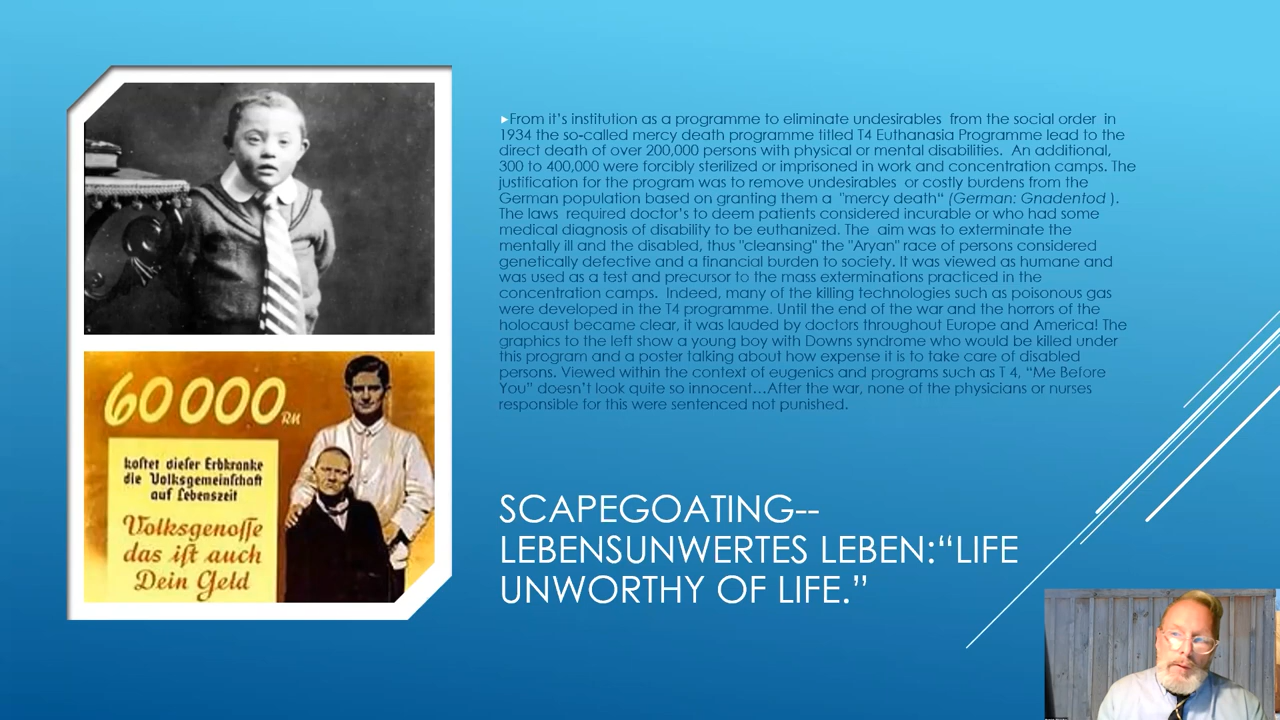 ▸From it’s institution as a programme to eliminate undesirables from the social order in
1934 the so-called mercy death programme titled T4 Euthanasia Programme lead to the
direct death of over 200,000 persons with physical or mental disabilities. An additional,
300 to 400,000 were forcibly sterilized or imprisoned in work and concentration camps. The
justification for the program was to remove undesirables or costly burdens from the
German population based on granting them a "mercy death“ (German: Gnadentod ).
The laws required doctor’s to deem patients considered incurable or who had some
medical diagnosis of disability to be euthanized. The aim was to exterminate the
mentally ill and the disabled, thus "cleansing" the "Aryan" race of persons considered
genetically defective and a financial burden to society. It was viewed as humane and
was used as a test and precursor to the mass exterminations practiced in the
concentration camps. Indeed, many of the killing technologies such as poisonous gas
were developed in the T4 programme. Until the end of the war and the horrors of the
holocaust became clear, it was lauded by doctors throughout Europe and America! The
graphics to the left show a young boy with Downs syndrome who would be killed under
this program and a poster talking about how expense it is to take care of disabled
persons. Viewed within the context of eugenics and programs such as T 4, “Me Before
You” doesn’t look quite so innocent…After the war, none of the physicians or nurses
responsible for this were sentenced not punished.
60000 RM
koſtet dieſer Erbkranke
die Volksgemeinſchaft
auf Lebenszeit
Volksgenoſſe
das iſt auch
Dein Geld
SCAPEGOATING--
LEBENSUNWERTES LEBEN:“LIFE
UNWORTHY OF LIFE.”